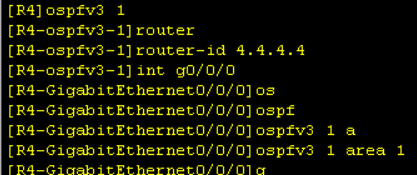 [R4]ospfv3 1
[R4-ospfv3-1]router
[R4-ospfv3-1]router-id 4.4.4.4
[R4-ospfv3-1]int g0/0/0
[R4-GigabitEthernet0/0/0]os
[R4-GigabitEthernet0/0/0]ospf
[R4-GigabitEthernet0/0/0]ospfv3 1 a
[R4-GigabitEthernet0/0/0]ospfv3 1 area 1
[R4-GigabitEthernet0/0/0]q